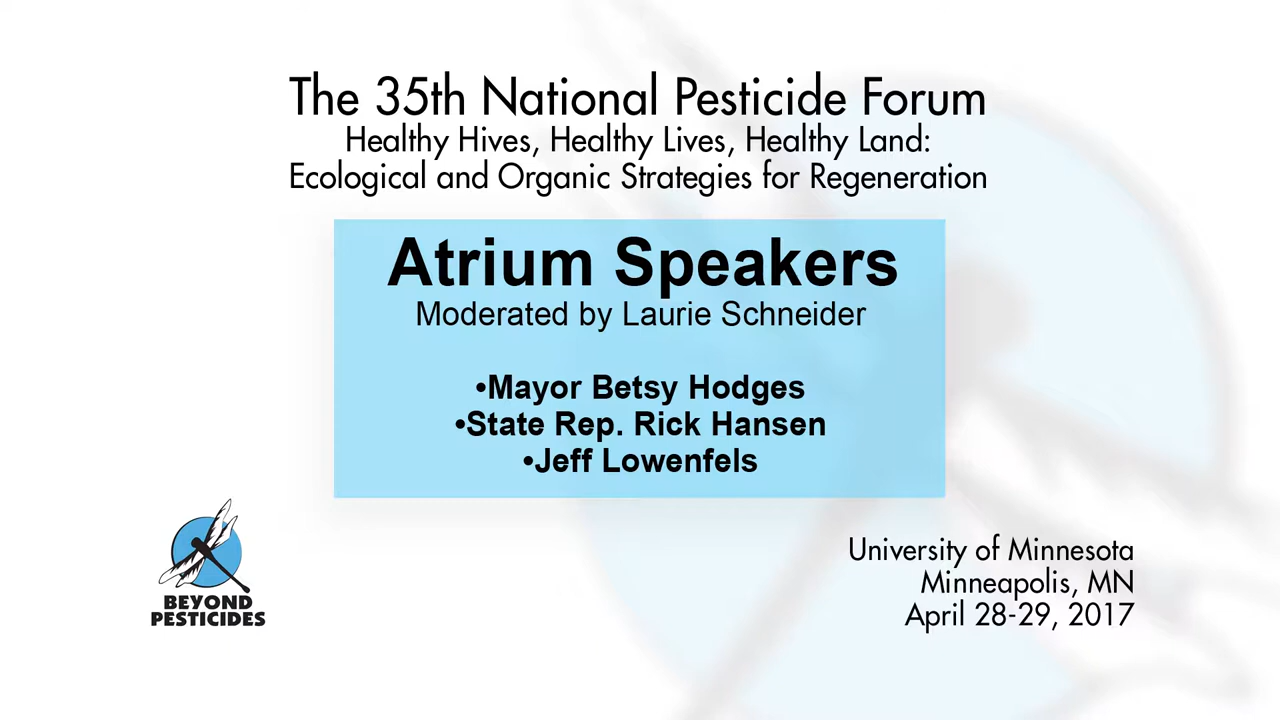 The 35th National Pesticide Forum
Healthy Hives, Healthy Lives, Healthy Land:
Ecological and Organic Strategies for Regeneration
Atrium Speakers
Moderated by Laurie Schneider
•Mayor Betsy Hodges
•State Rep. Rick Hansen
•Jeff Lowenfels
BEYOND
PESTICIDES
University of Minnesota
Minneapolis, MN
April 28-29, 2017